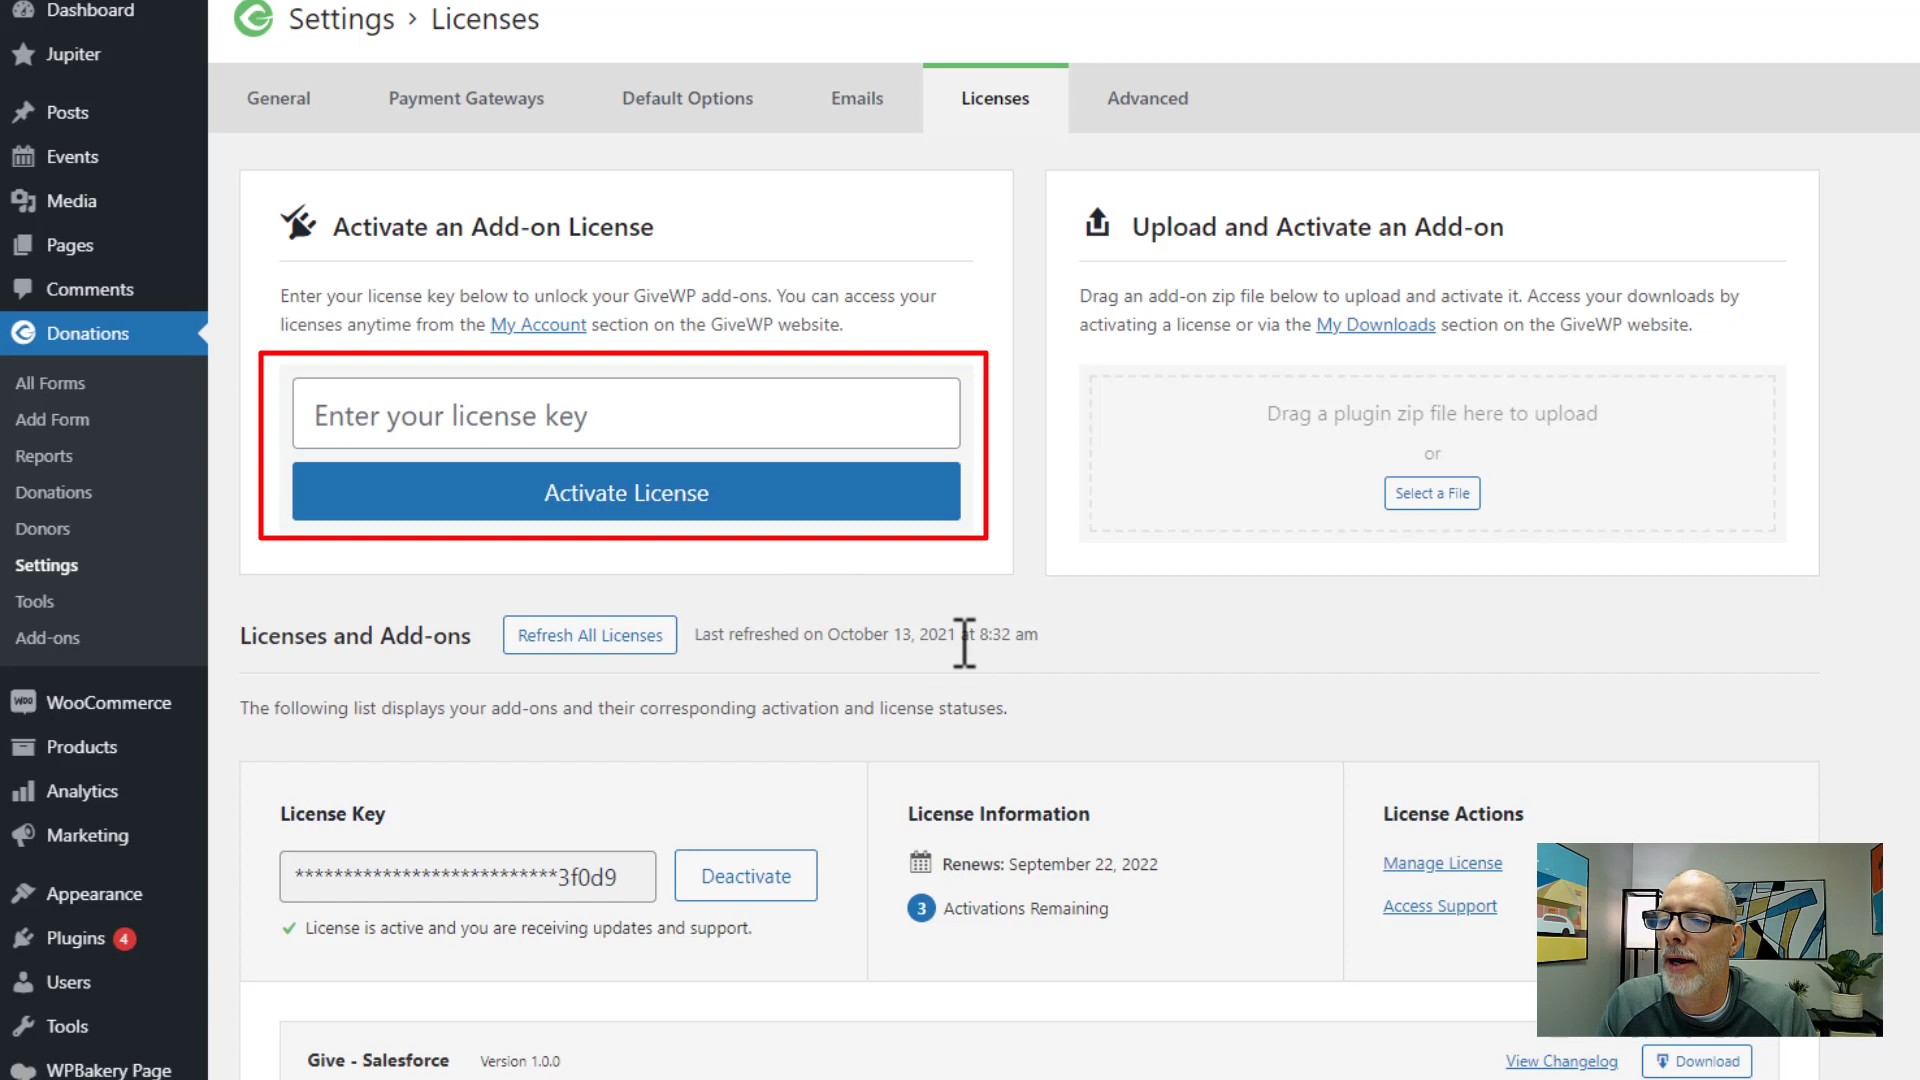 Dashboard
Jupiter
Posts
Events
Media
Pages
Comments
Donations
All Forms
Add Form
Reports
Donations
Donors
Settings
Tools
Add-ons
WooCommerce
Products
Analytics
Marketing
Appearance
Plugins 4
Users
Tools
WPBakery Page
Settings › Licenses
General Payment Gateways Default Options Emails Licenses Advanced
Activate an Add-on License
Enter your license key below to unlock your GiveWP add-ons. You can access your
licenses anytime from the My Account section on the GiveWP website.
Enter your license key
Activate License
Upload and Activate an Add-on
Drag an add-on zip file below to upload and activate it. Access your downloads by
activating a license or via the My Downloads section on the GiveWP website.
Drag a plugin zip file here to upload
or
Select a File
Licenses and Add-ons Refresh All Licenses Last refreshed on October 13, 2021 at 8:32 am
The following list displays your add-ons and their corresponding activation and license statuses.
License Key
***************************3f0d9 Deactivate
License is active and you are receiving updates and support.
License Information
Renews: September 22, 2022
3 Activations Remaining
License Actions
Manage License
Access Support
Give - Salesforce Version 1.0.0 View Changelog Download